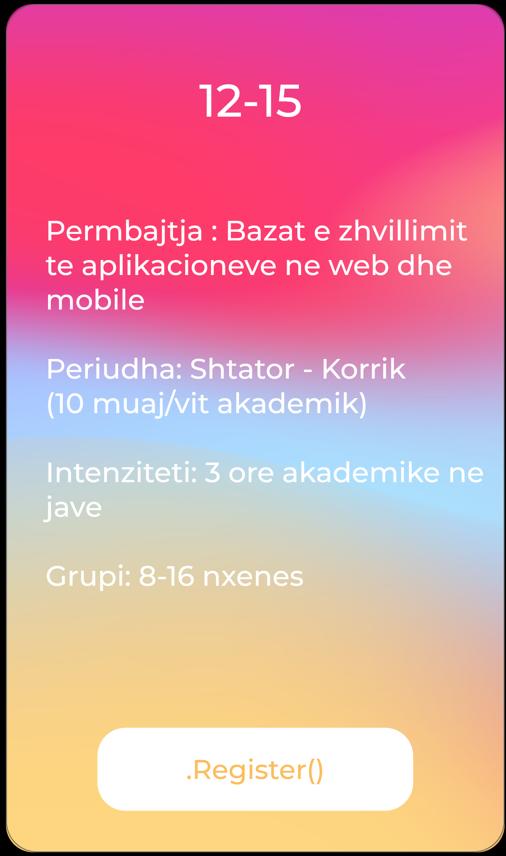 12-15
Permbajtja : Bazat e zhvillimit
te aplikacioneve ne web dhe
mobile
Periudha: Shtator - Korrik
(10 muaj/vit akademik)
Intenziteti: 3 ore akademike ne
jave
Grupi: 8-16 nxenes
.Register()